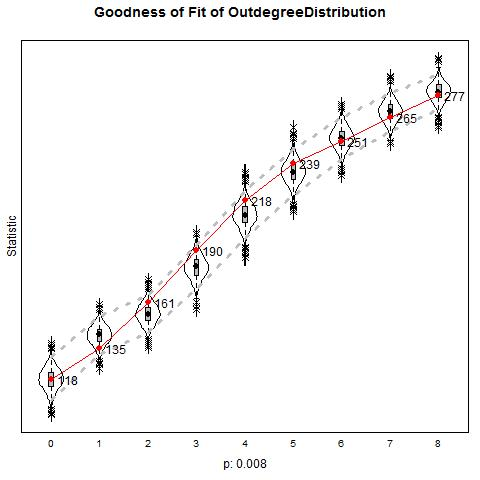 Goodness of Fit of OutdegreeDistribution
Statistic
277
265
251
239
218
190
161
135
118
0 1 2 3 4 5 6 7 8
p: 0.008